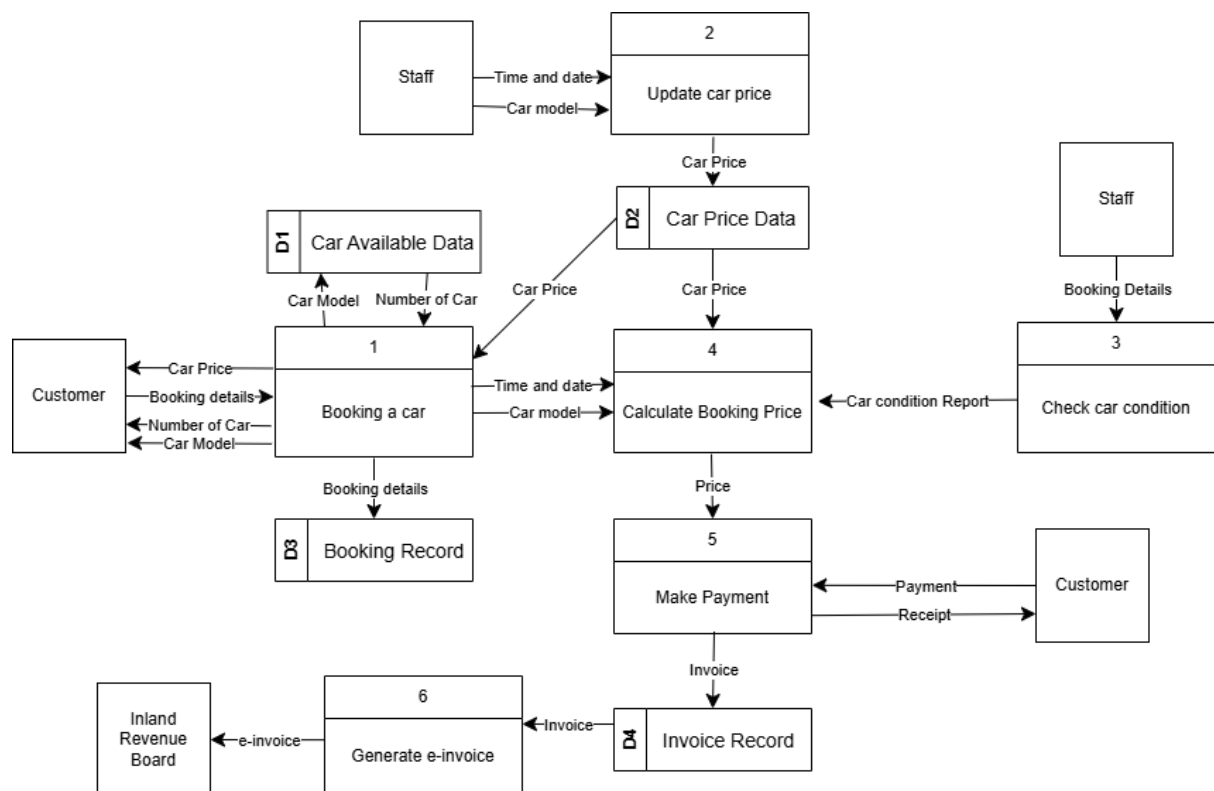 2
Staff
Time and date
Car model
Update car price
Car Price
Staff
D1
Car Available Data
D2
Car Price Data
Car Model
Number of Car
Car Price
Car Price
Booking Details
1
4
3
Customer
Car Price
Booking details
Number of Car
Car Model
Booking a car
Time and date
Car model
Calculate Booking Price
Car condition Report
Check car condition
Booking details
Price
D3
Booking Record
5
Make Payment
Payment
Receipt
Customer
Invoice
6
Inland
Revenue
Board
e-invoice
Generate e-invoice
Invoice
D4
Invoice Record